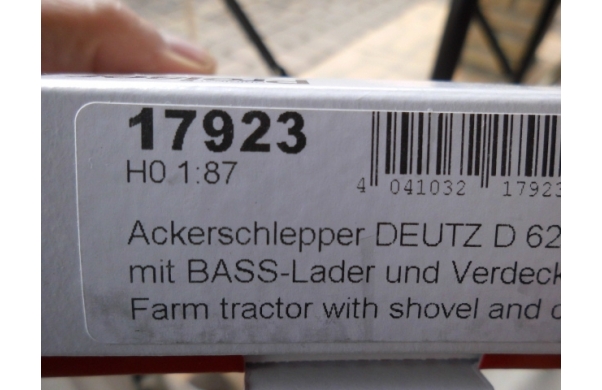 17923
H0 1:87
4 041032 17923
Ackerschlepper DEUTZ D 62
mit BASS-Lader und Verdeck
Farm tractor with shovel and